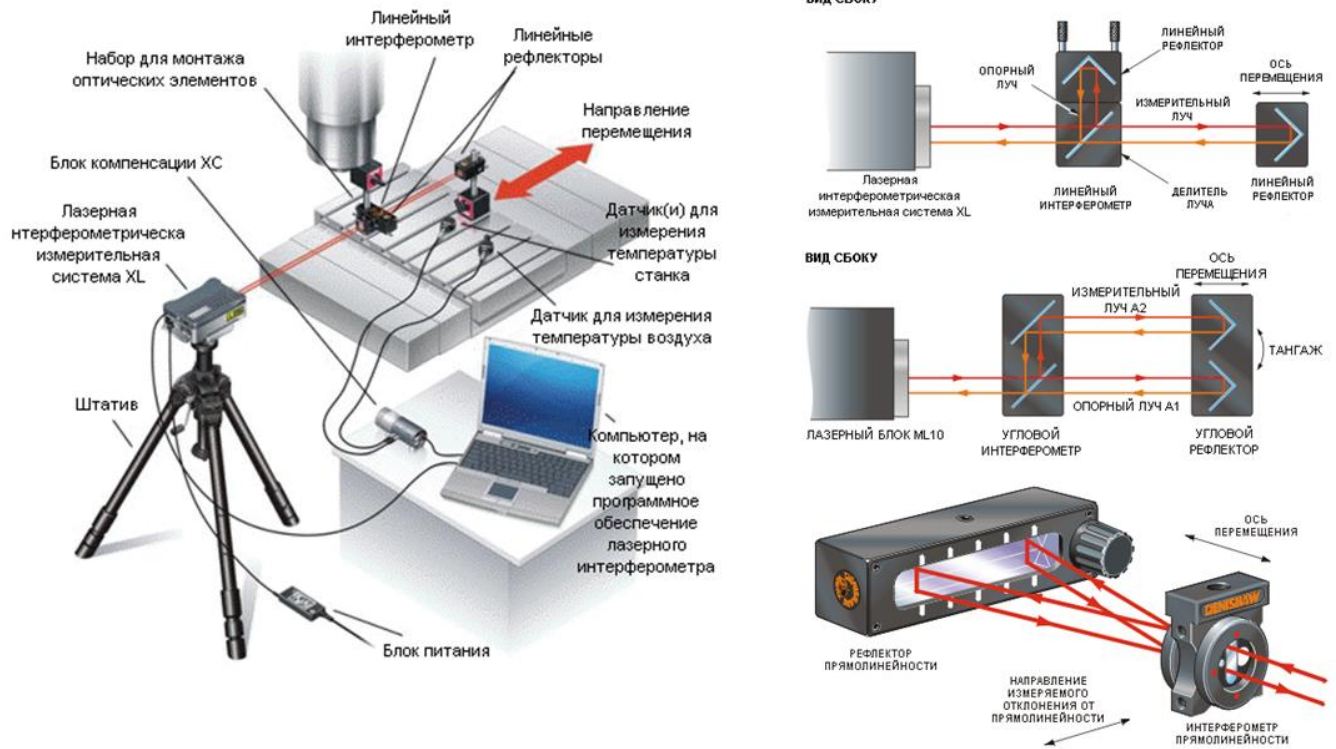 Линейный
интерферометр
Линейные
рефлекторы
Набор для монтажа
оптических элементов
Направление
перемещения
Блок компенсации XC
Лазерная
нтерферометрическа
измерительная
система XL
Датчик(и) для
измерения
температуры
станка
Датчик для измерения
температуры воздуха
Штатив
Компьютер, на
котором
запущено
программное
обеспечение
лазерного
интерферометра
Блок питания
ВИД СБОКУ
ЛИНЕЙНЫЙ
РЕФЛЕКТОР
ОПОРНЫЙ
ЛУЧ
ОСЬ
ПЕРЕМЕЩЕНИЯ
ИЗМЕРИТЕЛЬНЫЙ
ЛУЧ
Лазерная
интерферометрическая
измерительная система XL
ЛИНЕЙНЫЙ
ИНТЕРФЕРОМЕТР
ДЕЛИТЕЛЬ
ЛУЧА
ЛИНЕЙНЫЙ
РЕФЛЕКТОР
ВИД СБОКУ
ОСЬ
ПЕРЕМЕЩЕНИЯ
ИЗМЕРИТЕЛЬНЫЙ
ЛУЧ A2
ТАНГАЖ
ОПОРНЫЙ ЛУЧ A1
ЛАЗЕРНЫЙ БЛОК ML10
УГЛОВОЙ
ИНТЕРФЕРОМЕТР
УГЛОВОЙ
РЕФЛЕКТОР
ОСЬ
ПЕРЕМЕЩЕНИЯ
RENISHAW
РЕФЛЕКТОР
ПРЯМОЛИНЕЙНОСТИ
НАПРАВЛЕНИЕ
ИЗМЕРЯЕМОГО
ОТКЛОНЕНИЯ ОТ
ПРЯМОЛИНЕЙНОСТИ
ИНТЕРФЕРОМЕТР
ПРЯМОЛИНЕЙНОСТИ